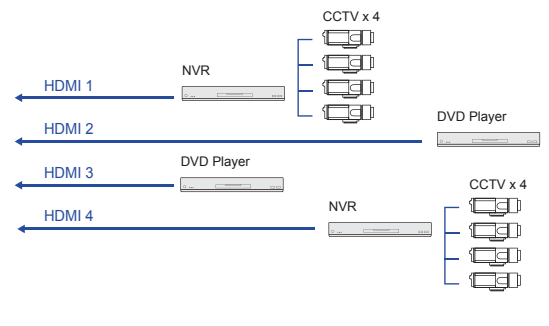 CCTV x 4
NVR
HDMI 1
DVD Player
HDMI 2
DVD Player
HDMI 3
CCTV x 4
NVR
HDMI 4